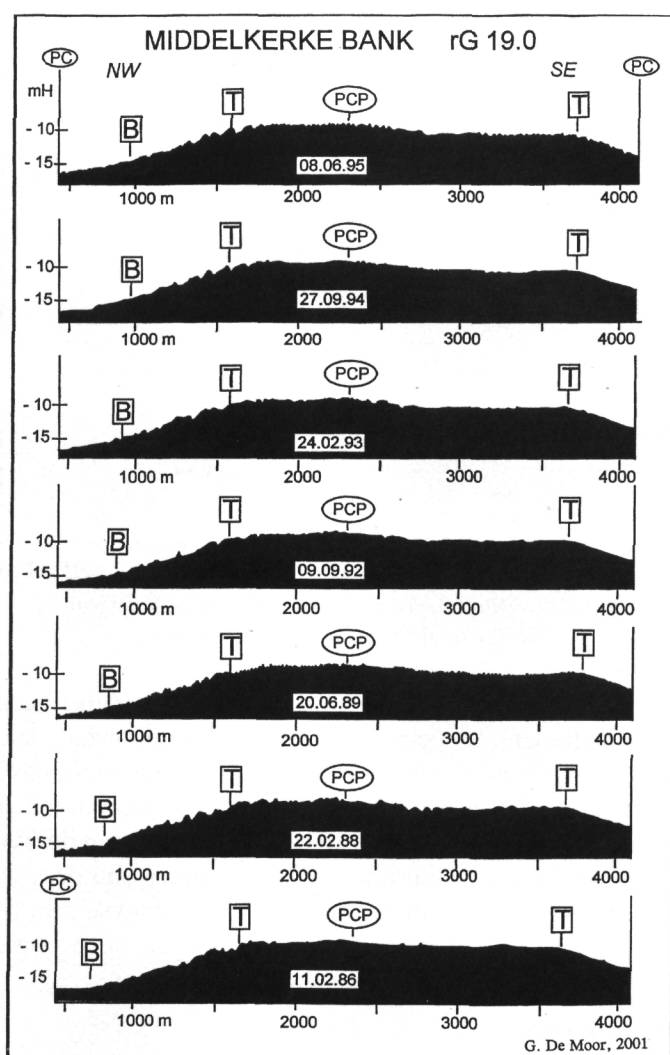 MIDDELKERKE BANK rG 19.0
PC NW SE PC
mH
T PCP T
B
- 10
- 15
08.06.95
1000 m 2000 3000 4000
T PCP T
B
- 10
- 15
27.09.94
1000 m 2000 3000 4000
T PCP T
B
- 10
- 15
24.02.93
1000 m 2000 3000 4000
T PCP T
B
- 10
- 15
09.09.92
1000 m 2000 3000 4000
T PCP T
B
- 10
- 15
20.06.89
1000 m 2000 3000 4000
T PCP T
B
- 10
- 15
22.02.88
1000 m 2000 3000 4000
PC
T PCP T
B
- 10
- 15
11.02.86
1000 m 2000 3000 4000
G. De Moor, 2001